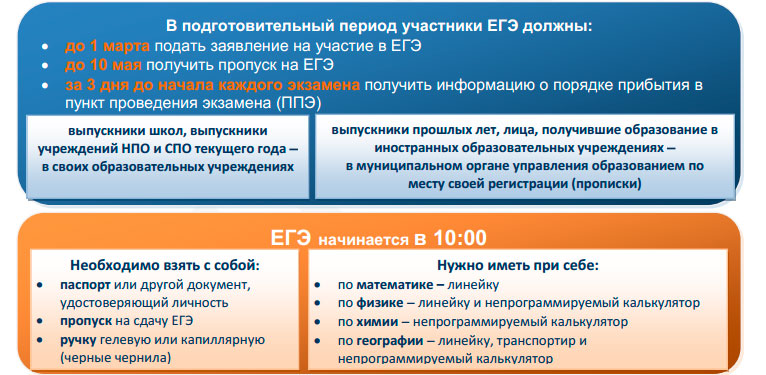 В подготовительный период участники ЕГЭ должны:
• до 1 марта подать заявление на участие в ЕГЭ
• до 10 мая получить пропуск на ЕГЭ
• за 3 дня до начала каждого экзамена получить информацию о порядке прибытия в
пункт проведения экзамена (ППЭ)
выпускники школ, выпускники
учреждений НПО и СПО текущего года –
в своих образовательных учреждениях
выпускники прошлых лет, лица, получившие образование в
иностранных образовательных учреждениях –
в муниципальном органе управления образованием по
месту своей регистрации (прописки)
ЕГЭ начинается в 10:00
Необходимо взять с собой:
• паспорт или другой документ,
удостоверяющий личность
• пропуск на сдачу ЕГЭ
• ручку гелевую или капиллярную
(черные чернила)
Нужно иметь при себе:
• по математике – линейку
• по физике – линейку и непрограммируемый калькулятор
• по химии – непрограммируемый калькулятор
• по географии – линейку, транспортир и
непрограммируемый калькулятор